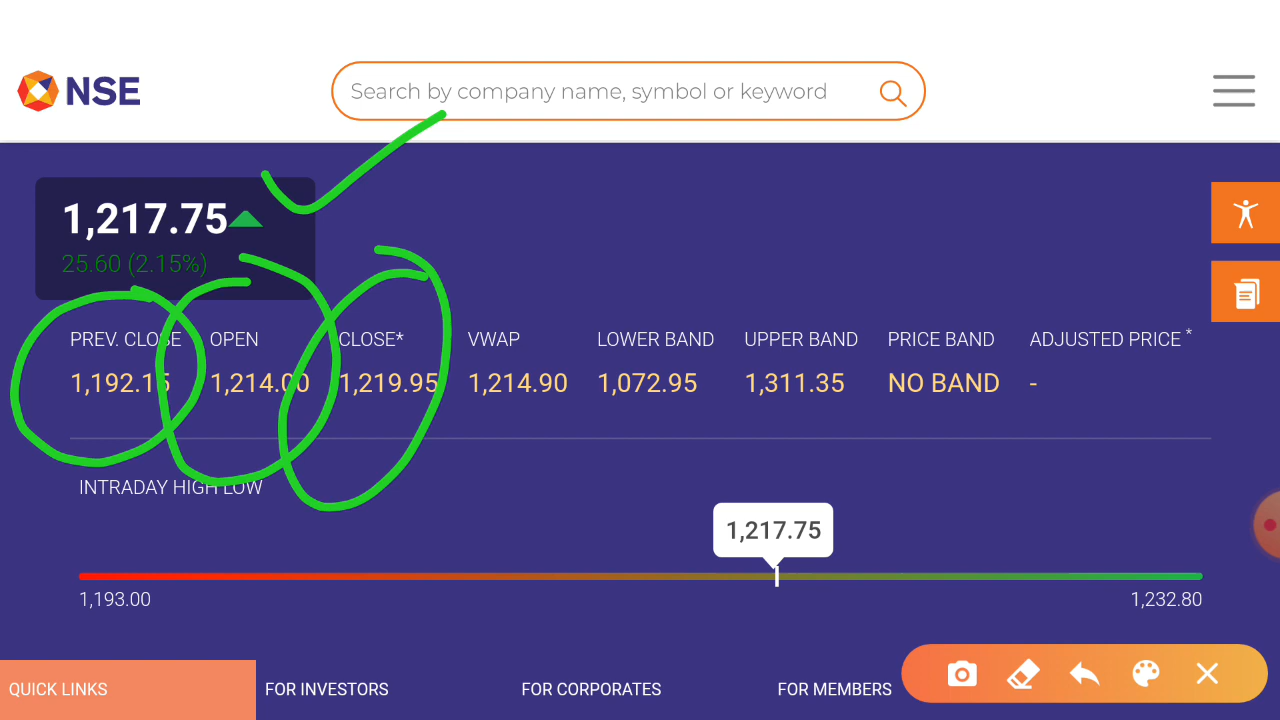 NSE
Search by company name, symbol or keyword
1,217.75
25.60 (2.15%)
PREV. CLOSE OPEN CLOSE* VWAP LOWER BAND UPPER BAND PRICE BAND ADJUSTED PRICE *
1,192.15 1,214.00 1,219.95 1,214.90 1,072.95 1,311.35 NO BAND -
INTRADAY HIGH LOW
1,217.75
1,193.00 1,232.80
QUICK LINKS FOR INVESTORS FOR CORPORATES FOR MEMBERS